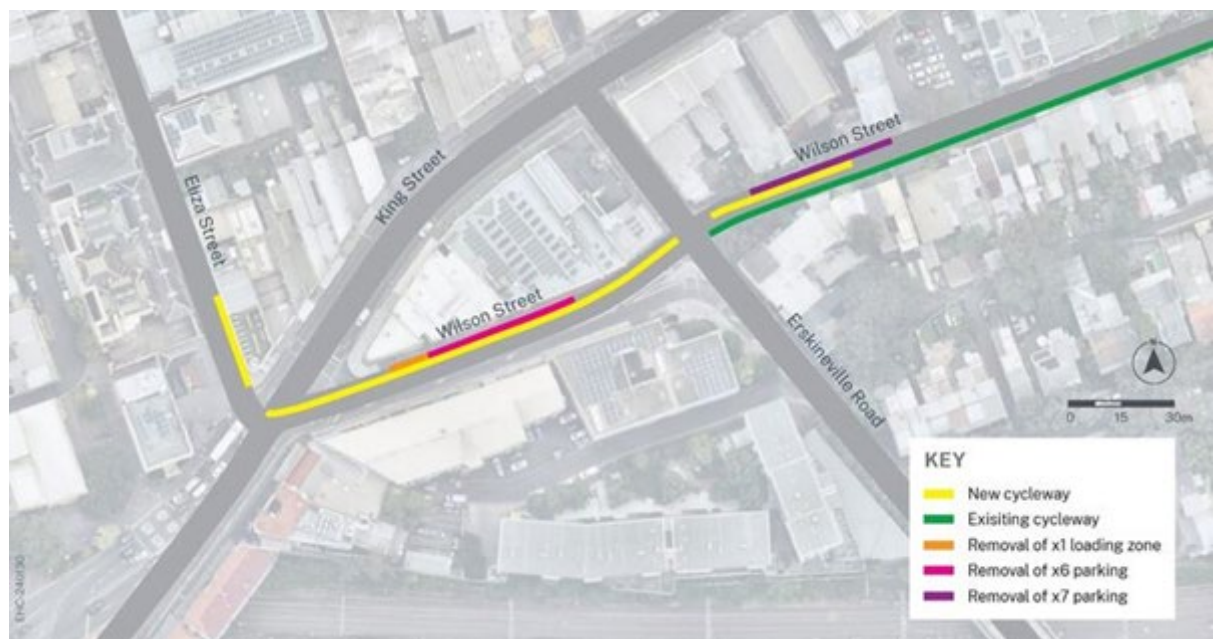 Eliza Street
King Street
Wilson Street
Wilson Street
Erskineville Road
N
0 15 30m
KEY
New cycleway
Exisiting cycleway
Removal of x1 loading zone
Removal of x6 parking
Removal of x7 parking